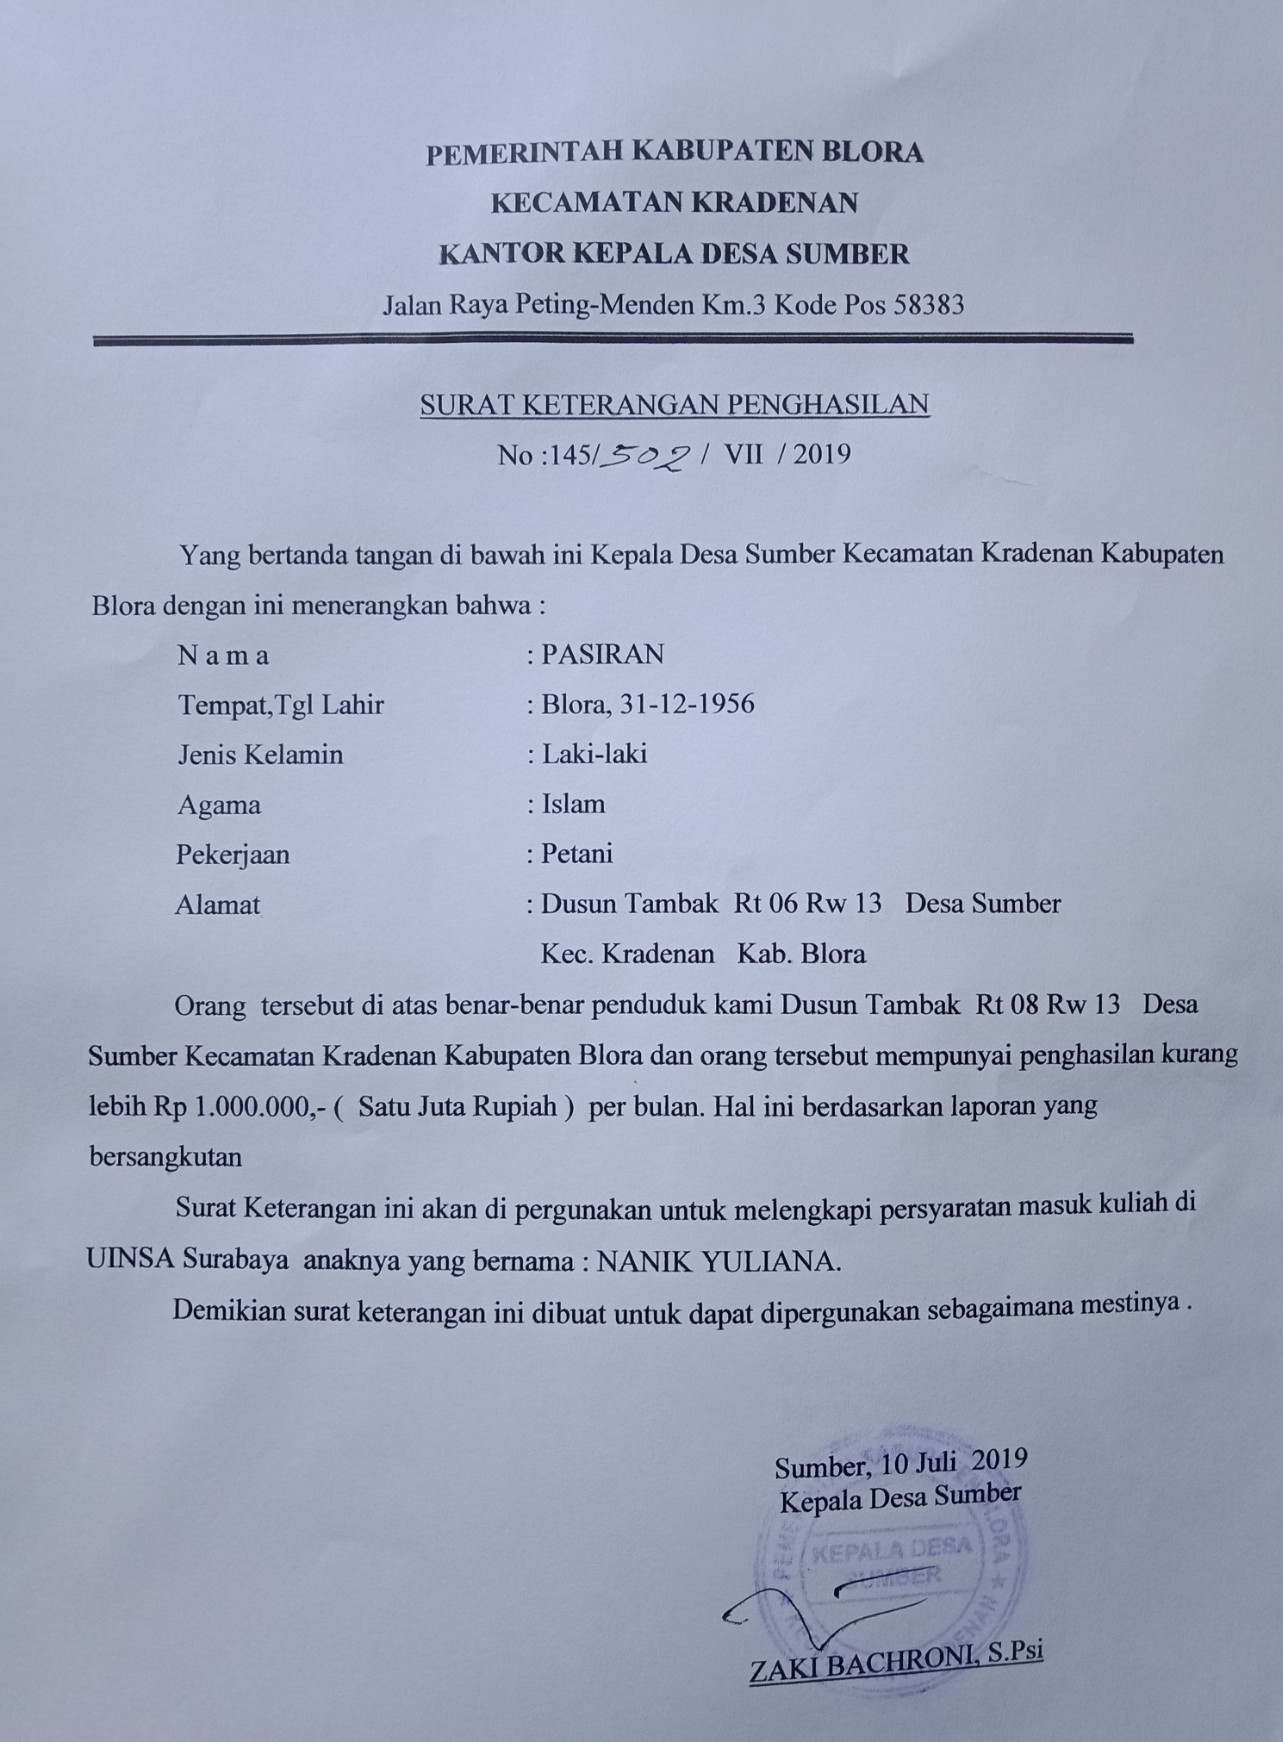 PEMERINTAH KABUPATEN BLORA
KECAMATAN KRADENAN
KANTOR KEPALA DESA SUMBER
Jalan Raya Peting-Menden Km.3 Kode Pos 58383
SURAT KETERANGAN PENGHASILAN
No :145/502 / VII / 2019
Yang bertanda tangan di bawah ini Kepala Desa Sumber Kecamatan Kradenan Kabupaten
Blora dengan ini menerangkan bahwa :
N a m a : PASIRAN
Tempat,Tgl Lahir : Blora, 31-12-1956
Jenis Kelamin : Laki-laki
Agama : Islam
Pekerjaan : Petani
Alamat : Dusun Tambak Rt 06 Rw 13 Desa Sumber
Kec. Kradenan Kab. Blora
Orang tersebut di atas benar-benar penduduk kami Dusun Tambak Rt 08 Rw 13 Desa
Sumber Kecamatan Kradenan Kabupaten Blora dan orang tersebut mempunyai penghasilan kurang
lebih Rp 1.000.000,- ( Satu Juta Rupiah ) per bulan. Hal ini berdasarkan laporan yang
bersangkutan
Surat Keterangan ini akan di pergunakan untuk melengkapi persyaratan masuk kuliah di
UINSA Surabaya anaknya yang bernama : NANIK YULIANA.
Demikian surat keterangan ini dibuat untuk dapat dipergunakan sebagaimana mestinya .
Sumber, 10 Juli 2019
Kepala Desa Sumber
KEPALA DESA
SUMBER
ZAKI BACHRONI, S.Psi